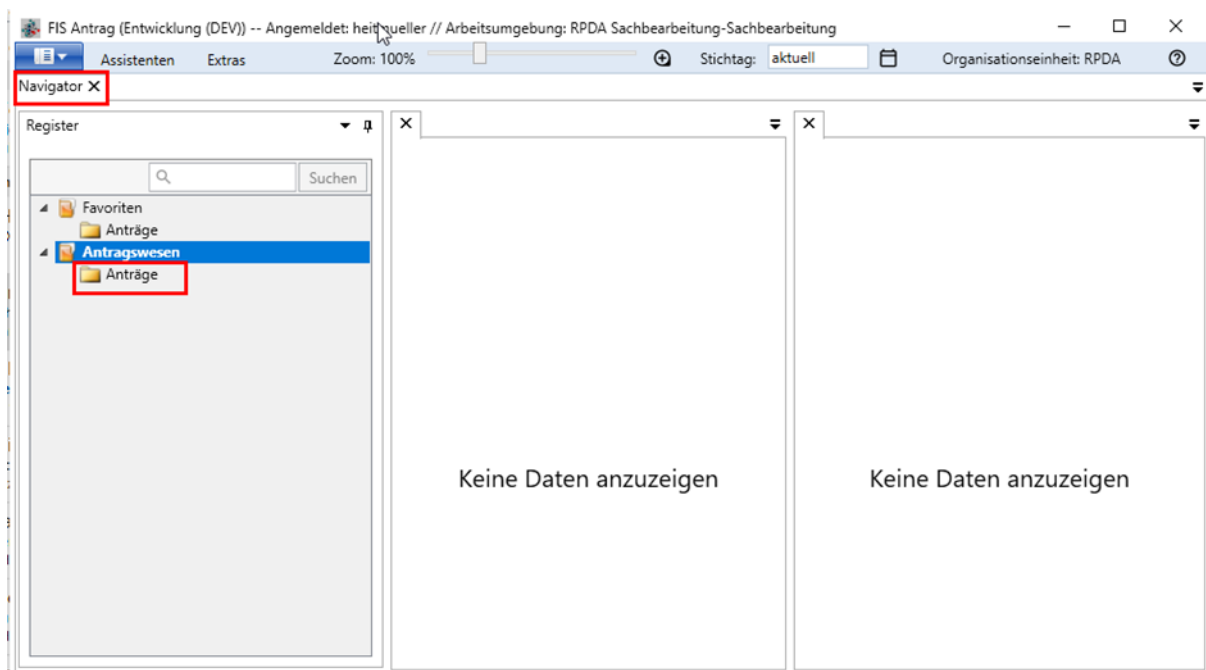 FIS Antrag (Entwicklung (DEV)) -- Angemeldet: heitmueller // Arbeitsumgebung: RPDA Sachbearbeitung-Sachbearbeitung
Assistenten Extras Zoom: 100% Stichtag: aktuell Organisationseinheit: RPDA
Navigator
Register
Suchen
Favoriten
Anträge
Antragswesen
Anträge
Keine Daten anzuzeigen
Keine Daten anzuzeigen